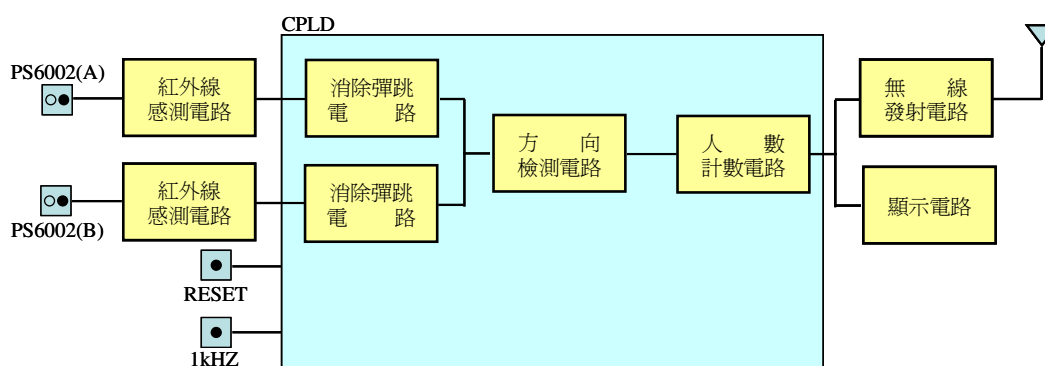 CPLD
PS6002(A)
紅外線
感測電路
消除彈跳
電 路
方 向
檢測電路
人 數
計數電路
無 線
發射電路
紅外線
感測電路
消除彈跳
電 路
顯示電路
PS6002(B)
RESET
1kHZ